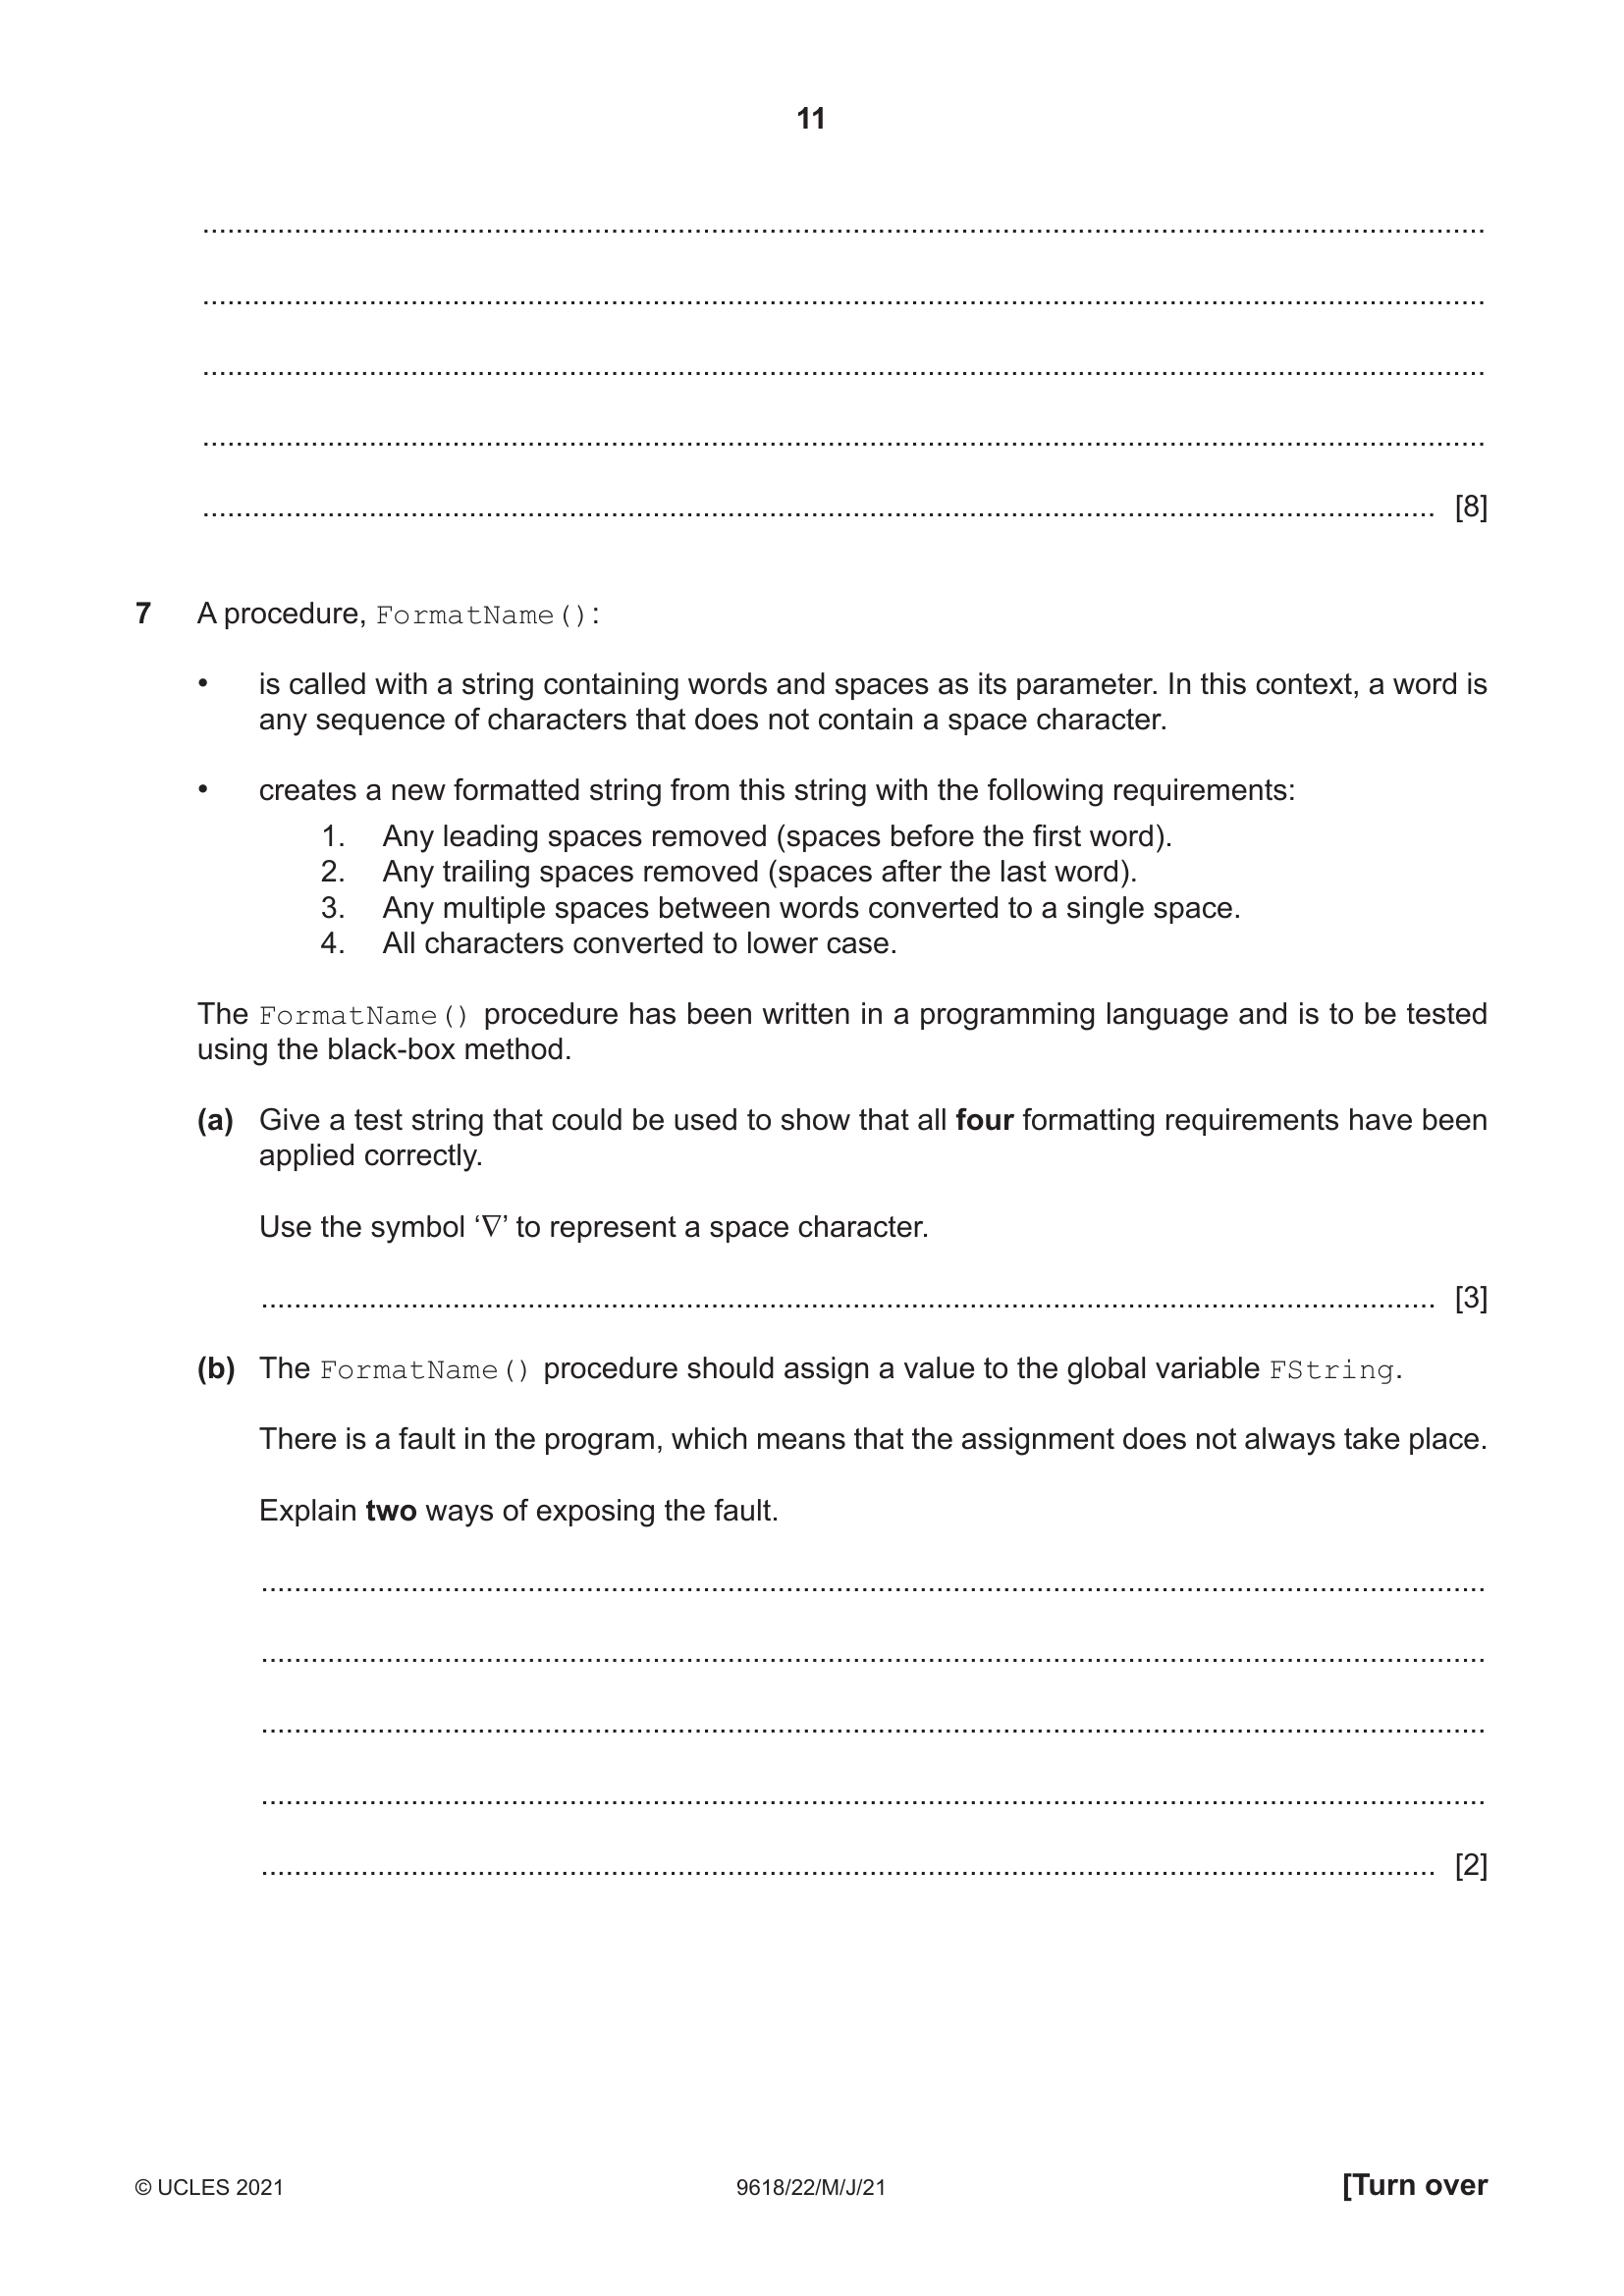 11
[8]
7 A procedure, FormatName():
• is called with a string containing words and spaces as its parameter. In this context, a word is
any sequence of characters that does not contain a space character.
• creates a new formatted string from this string with the following requirements:
1. Any leading spaces removed (spaces before the first word).
2. Any trailing spaces removed (spaces after the last word).
3. Any multiple spaces between words converted to a single space.
4. All characters converted to lower case.
The FormatName() procedure has been written in a programming language and is to be tested
using the black-box method.
(a) Give a test string that could be used to show that all four formatting requirements have been
applied correctly.
Use the symbol ‘∇’ to represent a space character.
[3]
(b) The FormatName() procedure should assign a value to the global variable FString.
There is a fault in the program, which means that the assignment does not always take place.
Explain two ways of exposing the fault.
[2]
© UCLES 2021 9618/22/M/J/21 [Turn over